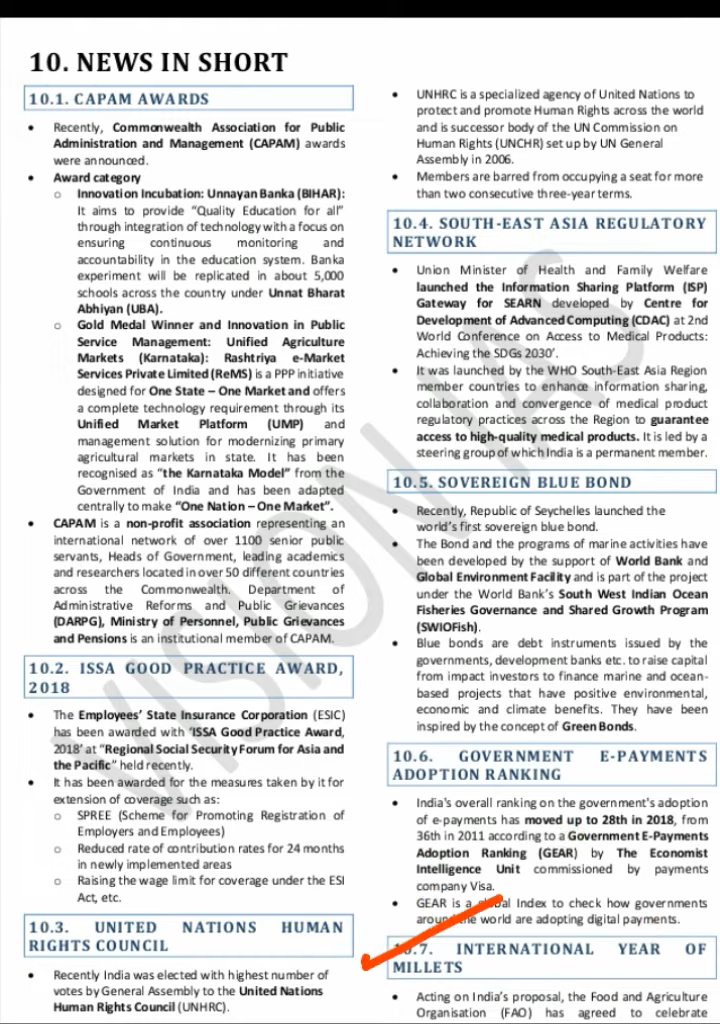 10. NEWS IN SHORT
10.1. CAPAM AWARDS
• Recently, Commonwealth Association for Public
Administration and Management (CAPAM) awards
were announced.
• Award category
o Innovation Incubation: Unnayan Banka (BIHAR):
It aims to provide "Quality Education for all"
through integration of technology with a focus on
ensuring continuous monitoring and
accountability in the education system. Banka
experiment will be replicated in about 5,000
schools across the country under Unnat Bharat
Abhiyan (UBA).
o Gold Medal Winner and Innovation in Public
Service Management: Unified Agriculture
Markets (Karnataka): Rashtriya e-Market
Services Private Limited (ReMS) is a PPP initiative
designed for One State – One Market and offers
a complete technology requirement through its
Unified Market Platform (UMP) and
management solution for modernizing primary
agricultural markets in state. It has been
recognised as "the Karnataka Model" from the
Government of India and has been adapted
centrally to make "One Nation – One Market".
• CAPAM is a non-profit association representing an
international network of over 1100 senior public
servants, Heads of Government, leading academics
and researchers located in over 50 different countries
across the Commonwealth. Department of
Administrative Reforms and Public Grievances
(DARPG), Ministry of Personnel, Public Grievances
and Pensions is an institutional member of CAPAM.
10.2. ISSA GOOD PRACTICE AWARD,
2018
• The Employees' State Insurance Corporation (ESIC)
has been awarded with 'ISSA Good Practice Award,
2018' at "Regional Social Security Forum for Asia and
the Pacific" held recently.
• It has been awarded for the measures taken by it for
extension of coverage such as:
o SPREE (Scheme for Promoting Registration of
Employers and Employees)
o Reduced rate of contribution rates for 24 months
in newly implemented areas
o Raising the wage limit for coverage under the ESI
Act, etc.
10.3. UNITED NATIONS HUMAN
RIGHTS COUNCIL
• Recently India was elected with highest number of
votes by General Assembly to the United Nations
Human Rights Council (UNHRC).
• UNHRC is a specialized agency of United Nations to
protect and promote Human Rights across the world
and is successor body of the UN Commission on
Human Rights (UNCHR) set up by UN General
Assembly in 2006.
• Members are barred from occupying a seat for more
than two consecutive three-year terms.
10.4. SOUTH-EAST ASIA REGULATORY
NETWORK
• Union Minister of Health and Family Welfare
launched the Information Sharing Platform (ISP)
Gateway for SEARN developed by Centre for
Development of Advanced Computing (CDAC) at 2nd
World Conference on Access to Medical Products:
Achieving the SDGs 2030'.
• It was launched by the WHO South-East Asia Region
member countries to enhance information sharing,
collaboration and convergence of medical product
regulatory practices across the Region to guarantee
access to high-quality medical products. It is led by a
steering group of which India is a permanent member.
10.5. SOVEREIGN BLUE BOND
• Recently, Republic of Seychelles launched the
world's first sovereign blue bond.
• The Bond and the programs of marine activities have
been developed by the support of World Bank and
Global Environment Facility and is part of the project
under the World Bank's South West Indian Ocean
Fisheries Governance and Shared Growth Program
(SWIOFish).
• Blue bonds are debt instruments issued by the
governments, development banks etc. to raise capital
from impact investors to finance marine and ocean-
based projects that have positive environmental,
economic and climate benefits. They have been
inspired by the concept of Green Bonds.
10.6. GOVERNMENT E-PAYMENTS
ADOPTION RANKING
• India's overall ranking on the government's adoption
of e-payments has moved up to 28th in 2018, from
36th in 2011 according to a Government E-Payments
Adoption Ranking (GEAR) by The Economist
Intelligence Unit commissioned by payments
company Visa.
• GEAR is a global Index to check how governments
around the world are adopting digital payments.
10.7. INTERNATIONAL YEAR OF
MILLETS
• Acting on India's proposal, the Food and Agriculture
Organisation (FAO) has agreed to celebrate
VISION IAS